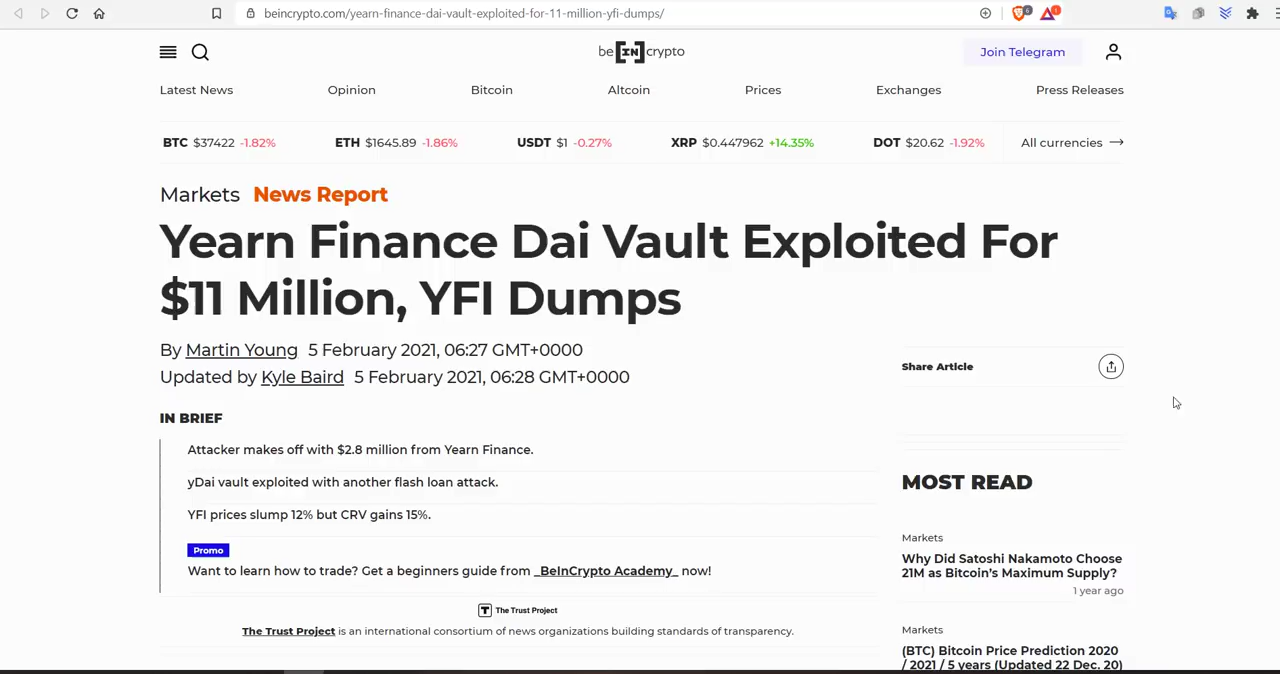 beincrypto.com/yearn-finance-dai-vault-exploited-for-11-million-yfi-dumps/
6
1
be[IN]crypto
Join Telegram
Latest News Opinion Bitcoin Altcoin Prices Exchanges Press Releases
BTC $37422 -1.82% ETH $1645.89 -1.86% USDT $1 -0.27% XRP $0.447962 +14.35% DOT $20.62 -1.92% All currencies →
Markets News Report
Yearn Finance Dai Vault Exploited For
$11 Million, YFI Dumps
By Martin Young 5 February 2021, 06:27 GMT+0000
Updated by Kyle Baird 5 February 2021, 06:28 GMT+0000
Share Article
IN BRIEF
Attacker makes off with $2.8 million from Yearn Finance.
yDai vault exploited with another flash loan attack.
YFI prices slump 12% but CRV gains 15%.
Promo
Want to learn how to trade? Get a beginners guide from _BeInCrypto Academy_ now!
T The Trust Project
The Trust Project is an international consortium of news organizations building standards of transparency.
MOST READ
Markets
Why Did Satoshi Nakamoto Choose
21M as Bitcoin's Maximum Supply?
1 year ago
Markets
(BTC) Bitcoin Price Prediction 2020
/ 2021 / 5 years (Updated 22 Dec. 20)